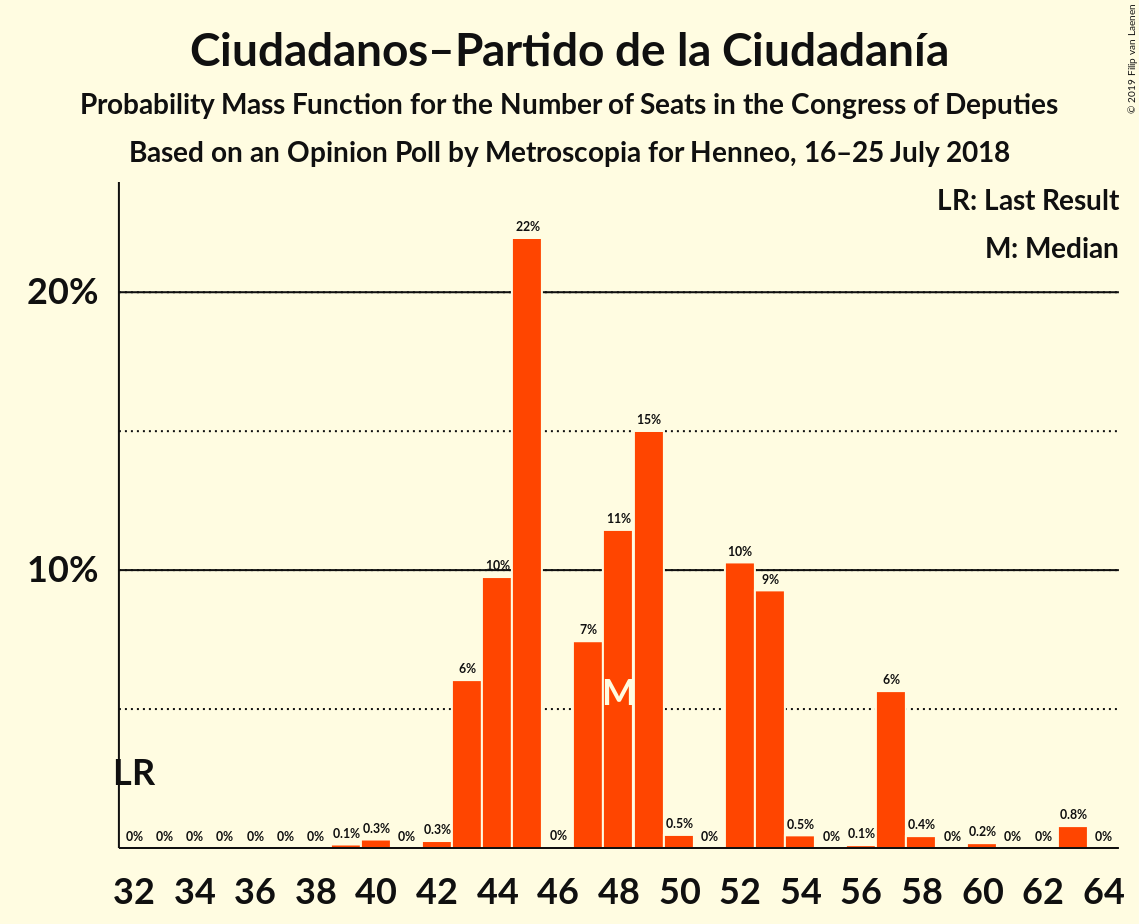 Ciudadanos–Partido de la Ciudadanía
Probability Mass Function for the Number of Seats in the Congress of Deputies
Based on an Opinion Poll by Metroscopia for Henneo, 16–25 July 2018
© 2019 Filip van Laenen
LR: Last Result
M: Median
20%
10%
LR
M
0% 0% 0% 0% 0% 0% 0% 0.1% 0.3% 0% 0.3% 6% 10% 22% 0% 7% 11% 15% 0.5% 0% 10% 9% 0.5% 0% 0.1% 6% 0.4% 0% 0.2% 0% 0% 0.8% 0%
32 34 36 38 40 42 44 46 48 50 52 54 56 58 60 62 64